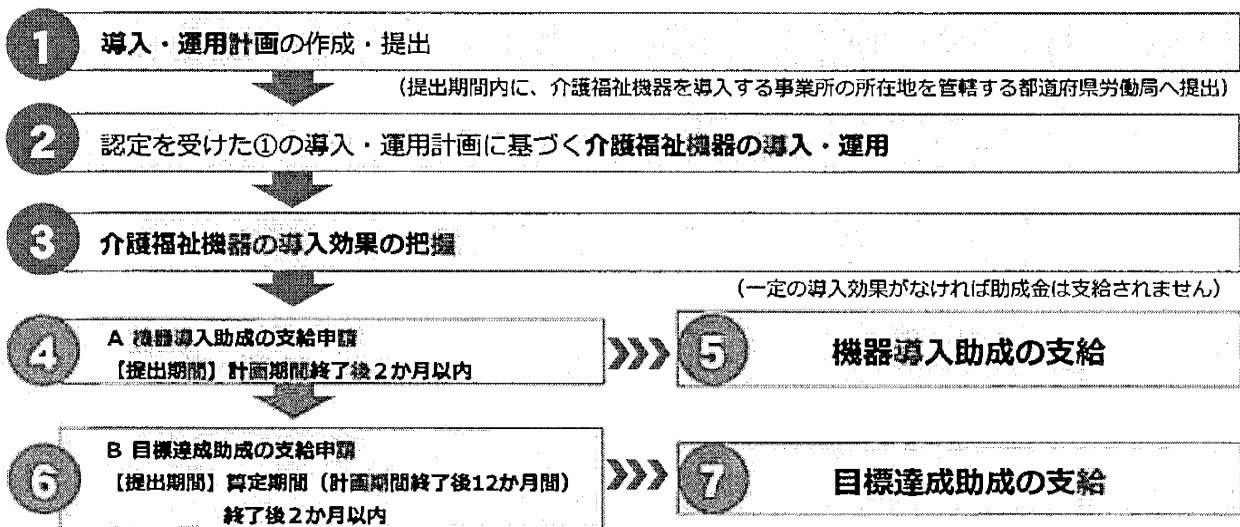 1 導入・運用計画の作成・提出
（提出期間内に、介護福祉機器を導入する事業所の所在地を管轄する都道府県労働局へ提出）
2 認定を受けた①の導入・運用計画に基づく介護福祉機器の導入・運用
3 介護福祉機器の導入効果の把握
（一定の導入効果がなければ助成金は支給されません）
4 A 機器導入助成の支給申請
【提出期間】計画期間終了後２か月以内
5 機器導入助成の支給
6 B 目標達成助成の支給申請
【提出期間】算定期間（計画期間終了後12か月間）
終了後２か月以内
7 目標達成助成の支給